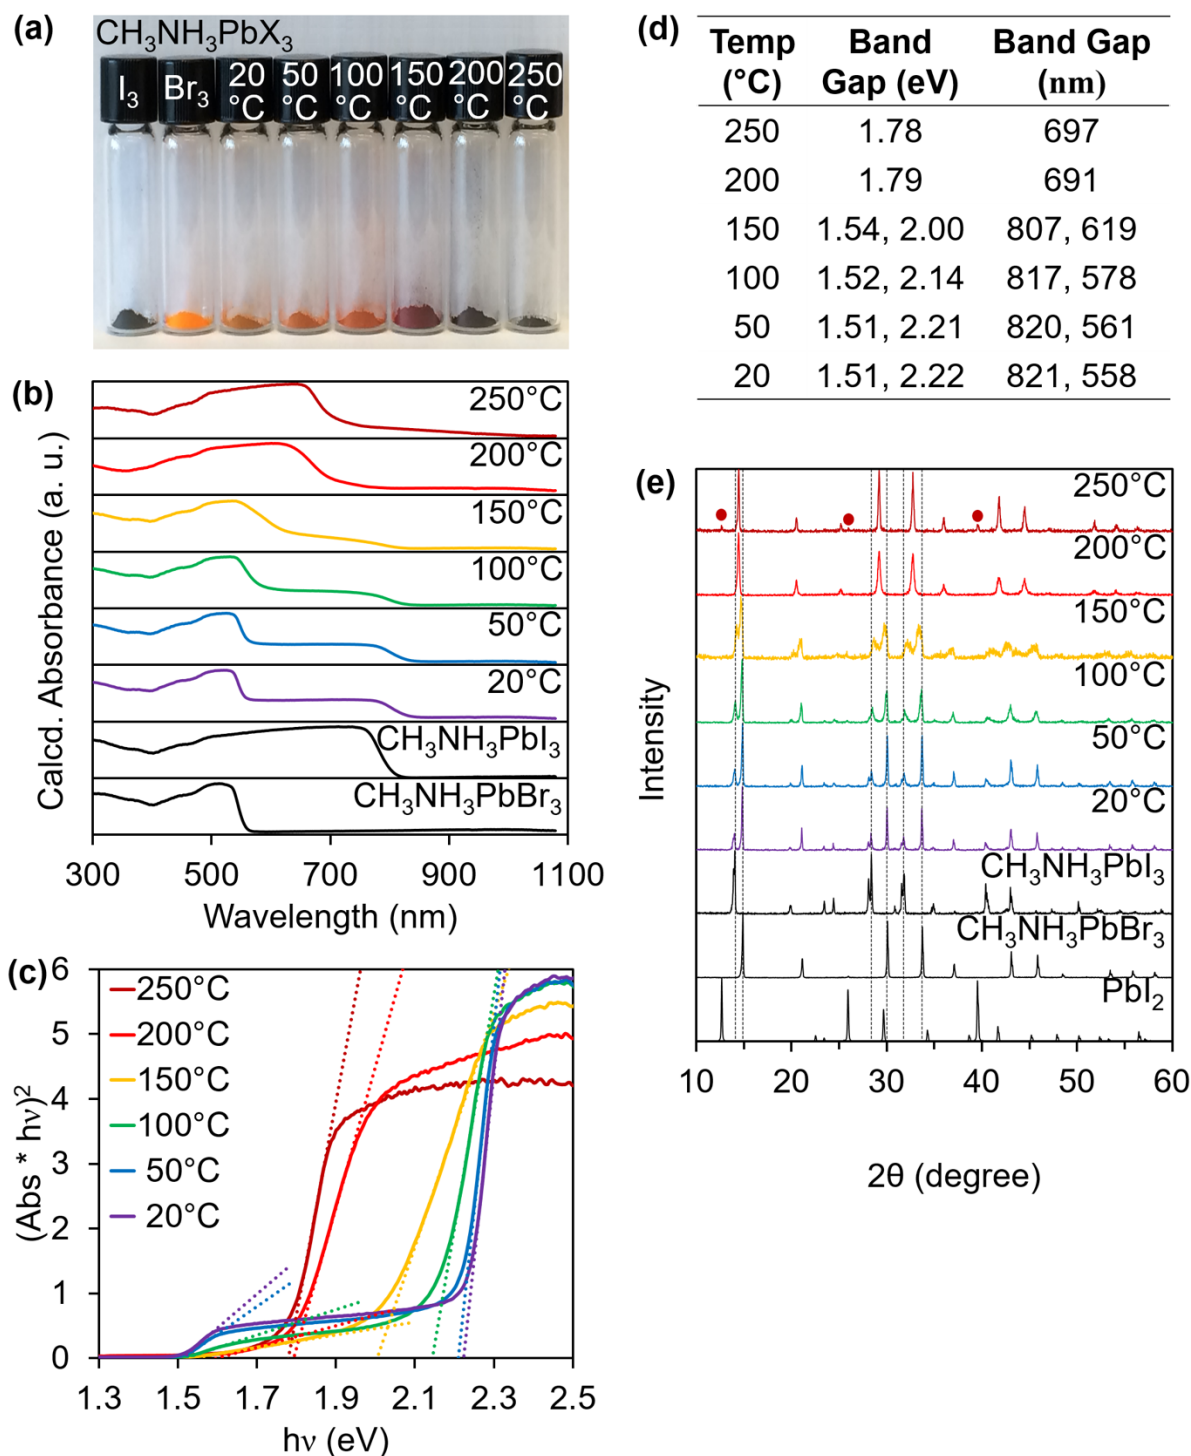 (a)
CH₃NH₃PbX₃
I₃ Br₃ 20 °C 50 °C 100 °C 150 °C 200 °C 250 °C
(b)
Calcd. Absorbance (a. u.)
250°C
200°C
150°C
100°C
50°C
20°C
CH₃NH₃PbI₃
CH₃NH₃PbBr₃
300 500 700 900 1100
Wavelength (nm)
(c)
(Abs * hν)²
6
5
4
3
2
1
0
250°C
200°C
150°C
100°C
50°C
20°C
1.3 1.5 1.7 1.9 2.1 2.3 2.5
hν (eV)
(d)
Temp (°C) Band Gap (eV) Band Gap (nm)
250 1.78 697
200 1.79 691
150 1.54, 2.00 807, 619
100 1.52, 2.14 817, 578
50 1.51, 2.21 820, 561
20 1.51, 2.22 821, 558
(e)
Intensity
250°C
200°C
150°C
100°C
50°C
20°C
CH₃NH₃PbI₃
CH₃NH₃PbBr₃
PbI₂
10 20 30 40 50 60
2θ (degree)